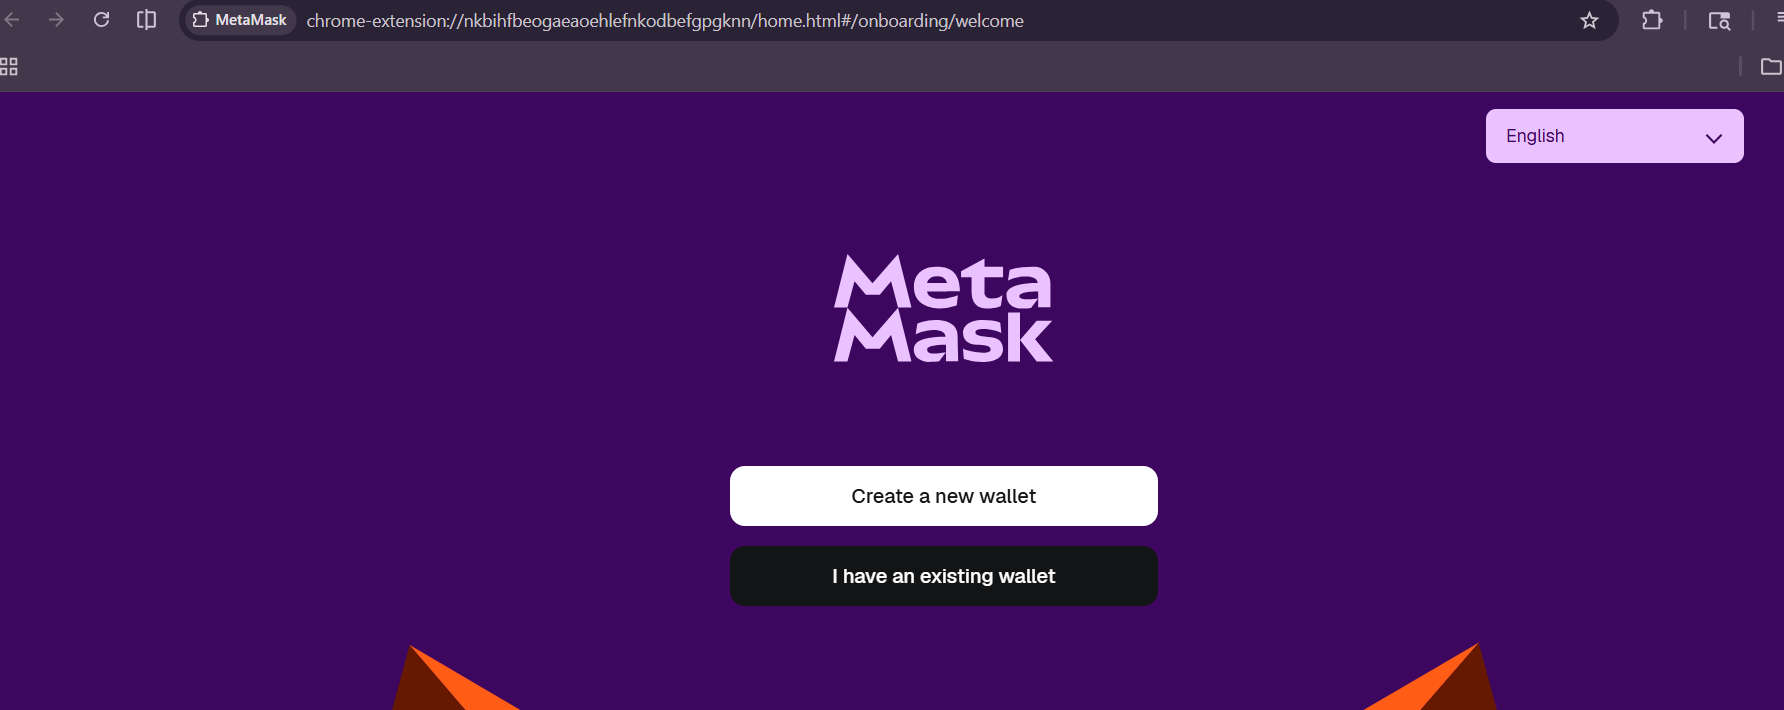 MetaMask
chrome-extension://nkbihfbeogaeaoehlefnkodbefgpgknn/home.html#/onboarding/welcome
English
Meta
Mask
Create a new wallet
I have an existing wallet